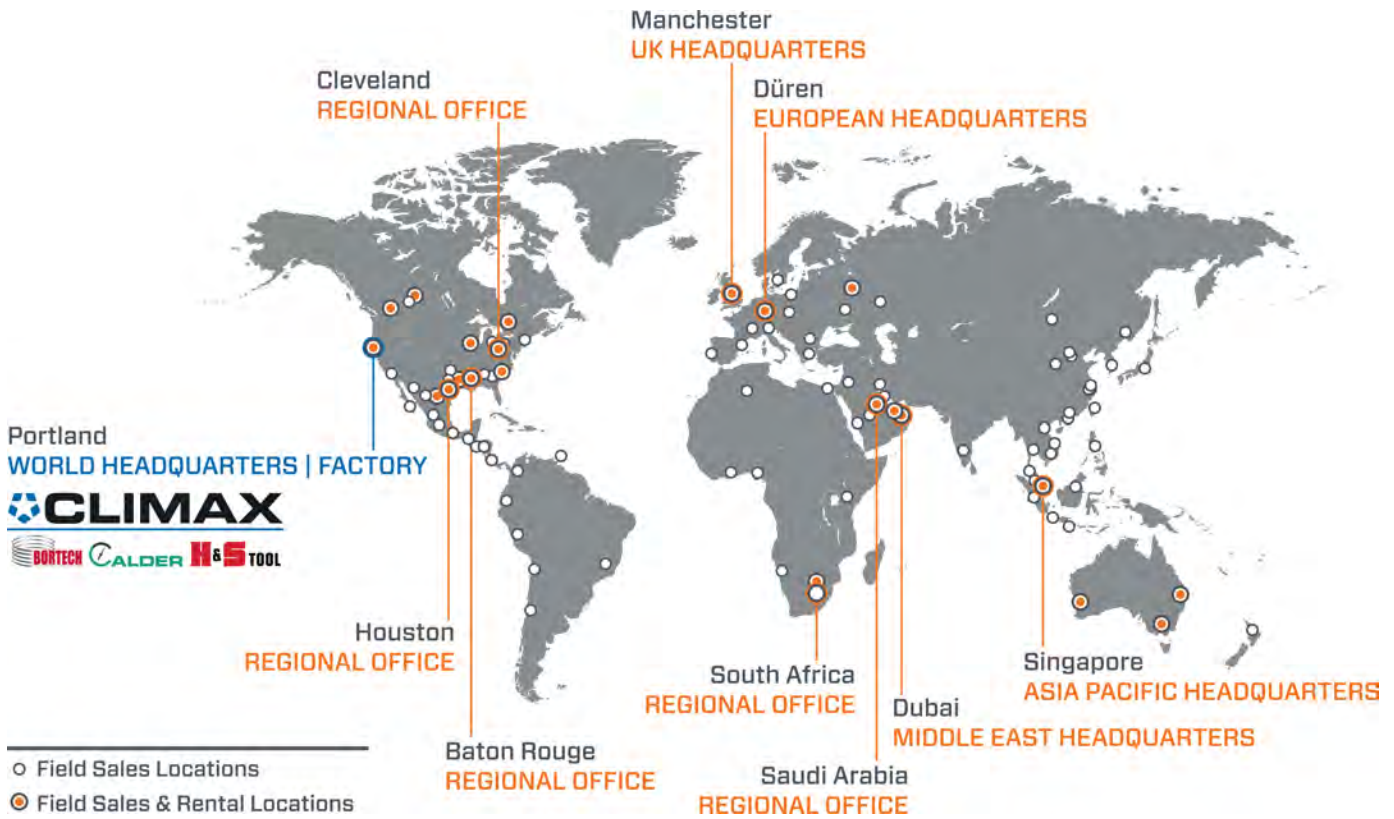 Manchester
UK HEADQUARTERS
Cleveland
REGIONAL OFFICE
Düren
EUROPEAN HEADQUARTERS
Portland
WORLD HEADQUARTERS | FACTORY
CLIMAX
BORTECH CALDER H&S TOOL
Houston
REGIONAL OFFICE
South Africa
REGIONAL OFFICE
Singapore
ASIA PACIFIC HEADQUARTERS
Dubai
MIDDLE EAST HEADQUARTERS
Baton Rouge
REGIONAL OFFICE
Saudi Arabia
REGIONAL OFFICE
Field Sales Locations
Field Sales & Rental Locations